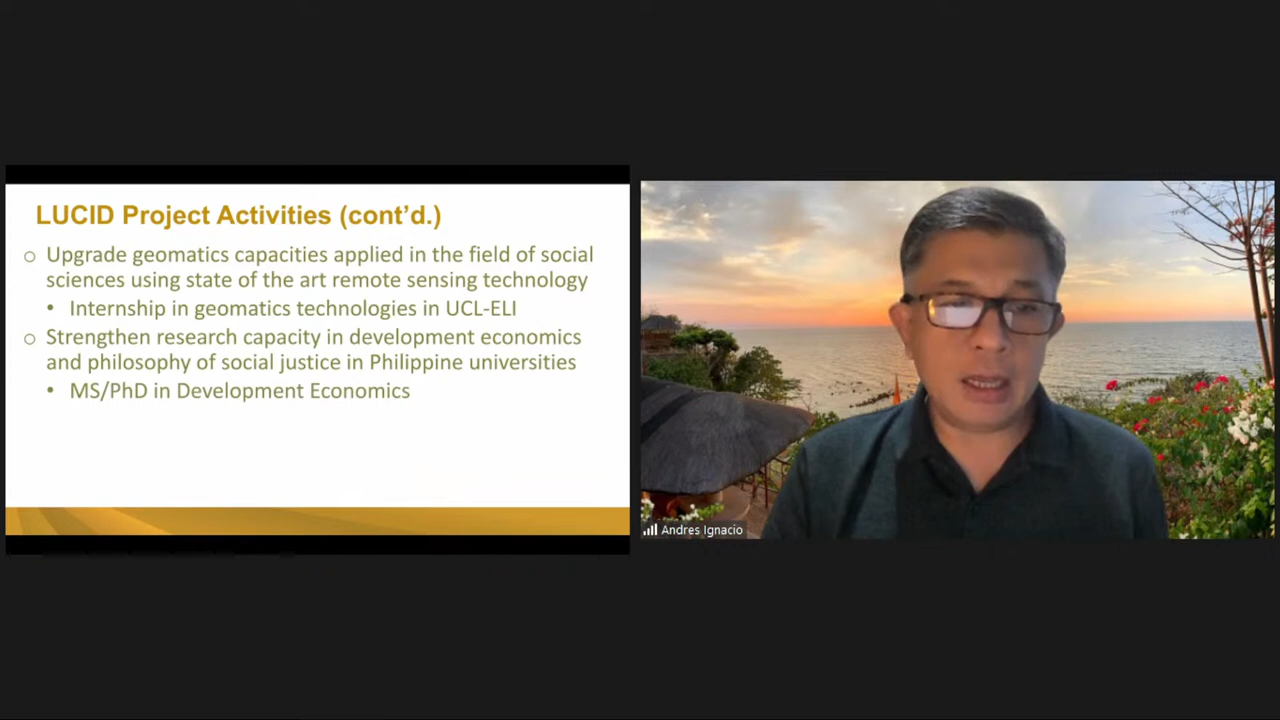 LUCID Project Activities (cont'd.)
o Upgrade geomatics capacities applied in the field of social
sciences using state of the art remote sensing technology
• Internship in geomatics technologies in UCL-ELI
o Strengthen research capacity in development economics
and philosophy of social justice in Philippine universities
• MS/PhD in Development Economics
Andres Ignacio